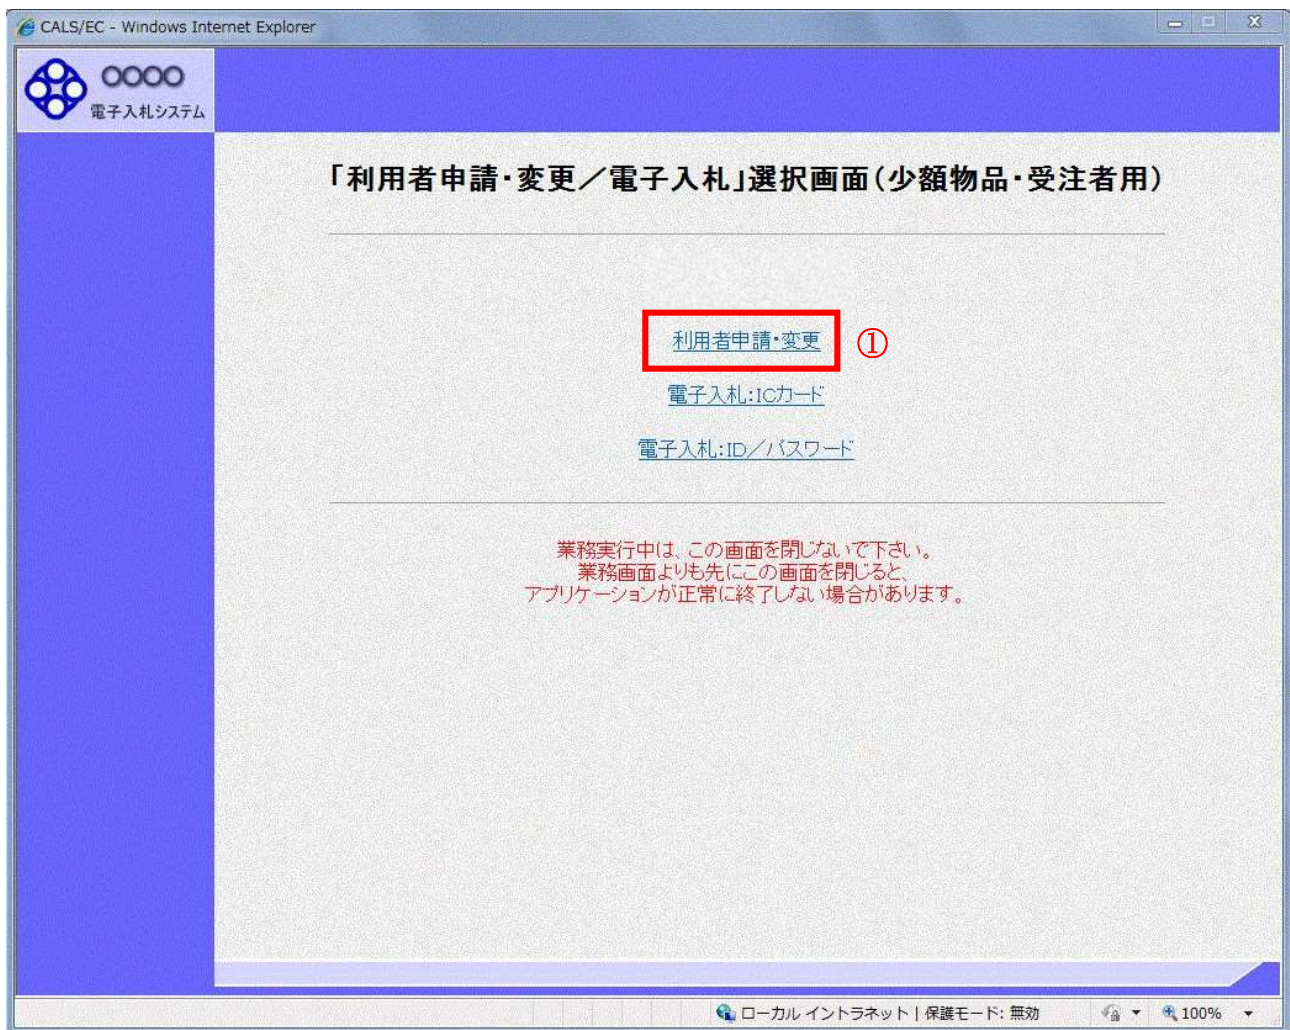 CALS/EC - Windows Internet Explorer
〇〇〇〇
電子入札システム
「利用者申請・変更／電子入札」選択画面（少額物品・受注者用）
利用者申請・変更 ①
電子入札：ICカード
電子入札：ID／パスワード
業務実行中は、この画面を閉じないで下さい。
業務画面よりも先にこの画面を閉じると、
アプリケーションが正常に終了しない場合があります。
ローカル イントラネット | 保護モード: 無効 100%